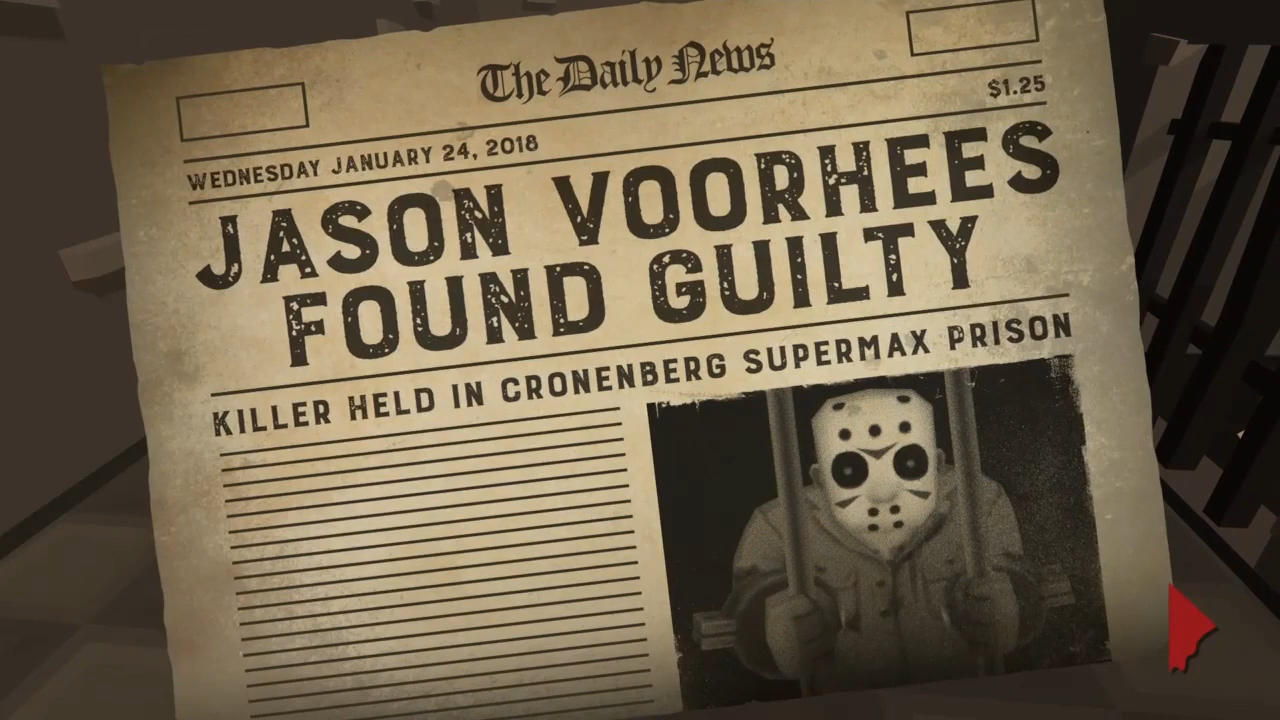 The Daily News
$1.25
WEDNESDAY JANUARY 24, 2018
JASON VOORHEES
FOUND GUILTY
KILLER HELD IN CRONENBERG SUPERMAX PRISON